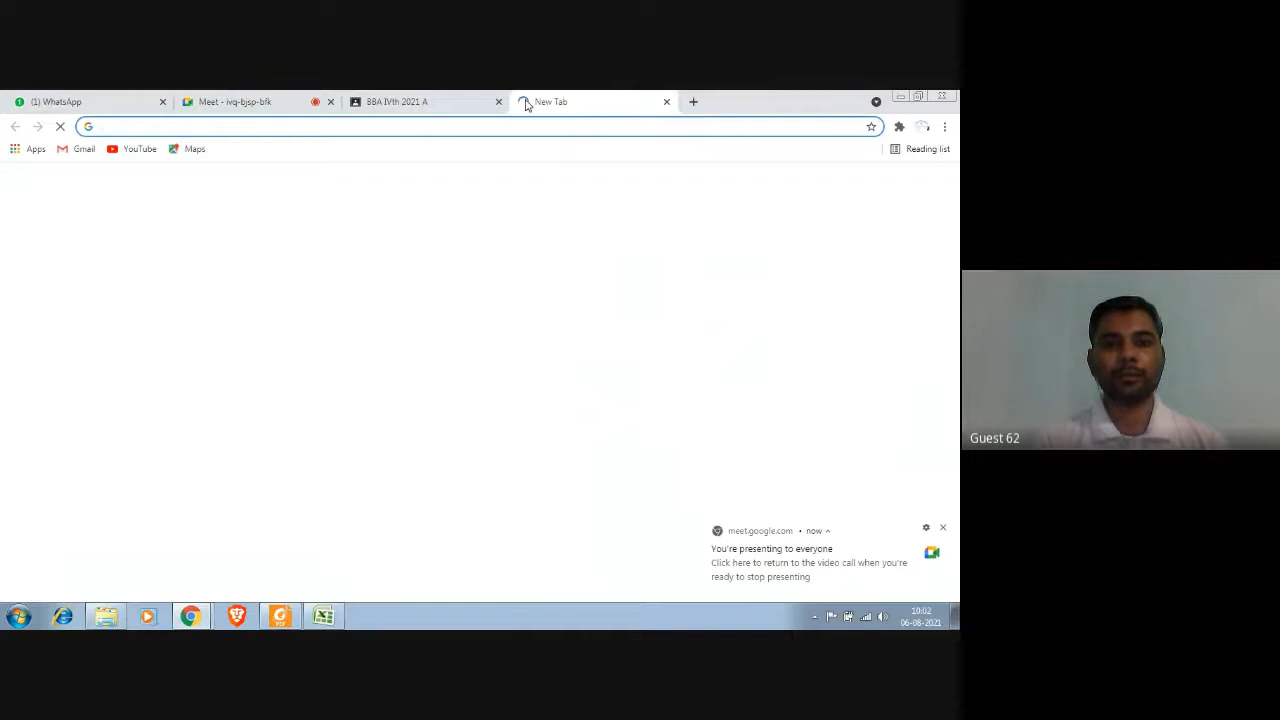 (1) WhatsApp
Meet - ivq-bjsp-bfk
BBA IVth 2021 A
New Tab
Apps
Gmail
YouTube
Maps
Reading list
meet.google.com • now
You're presenting to everyone
Click here to return to the video call when you're
ready to stop presenting
Guest 62
10:02
06-08-2021